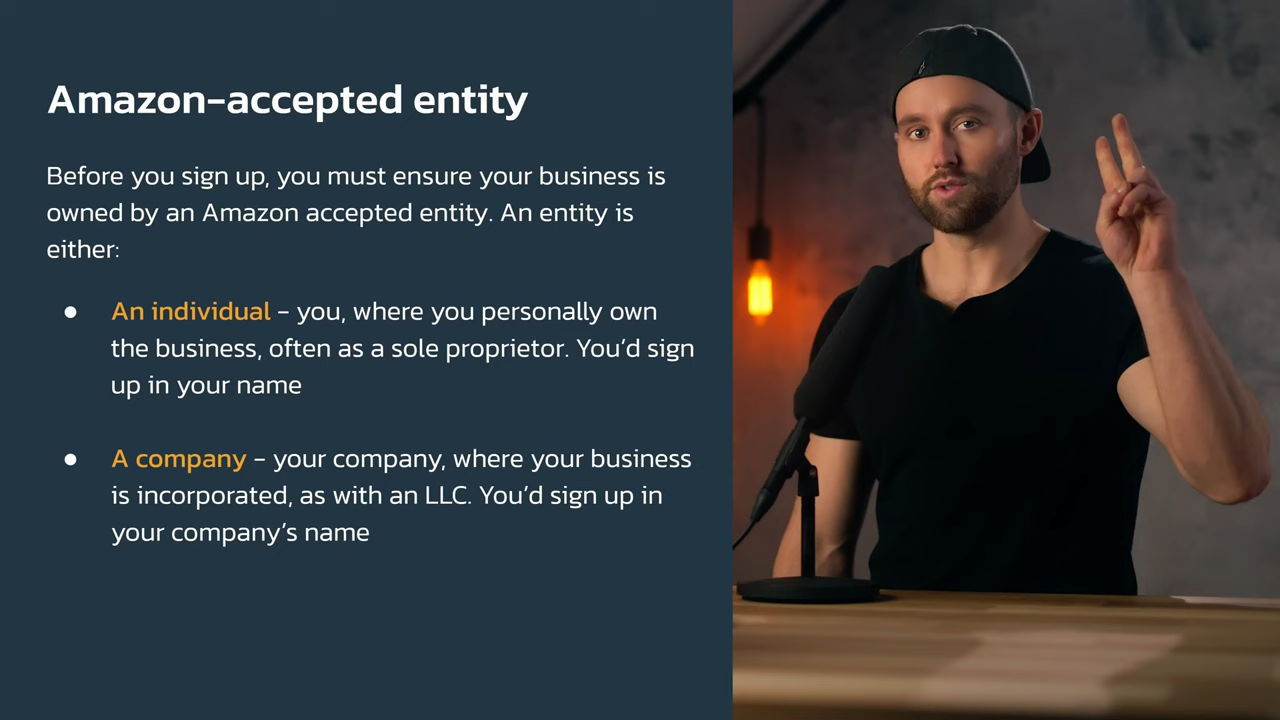 Amazon-accepted entity
Before you sign up, you must ensure your business is
owned by an Amazon accepted entity. An entity is
either:
● An individual – you, where you personally own
the business, often as a sole proprietor. You’d sign
up in your name
● A company – your company, where your business
is incorporated, as with an LLC. You’d sign up in
your company’s name